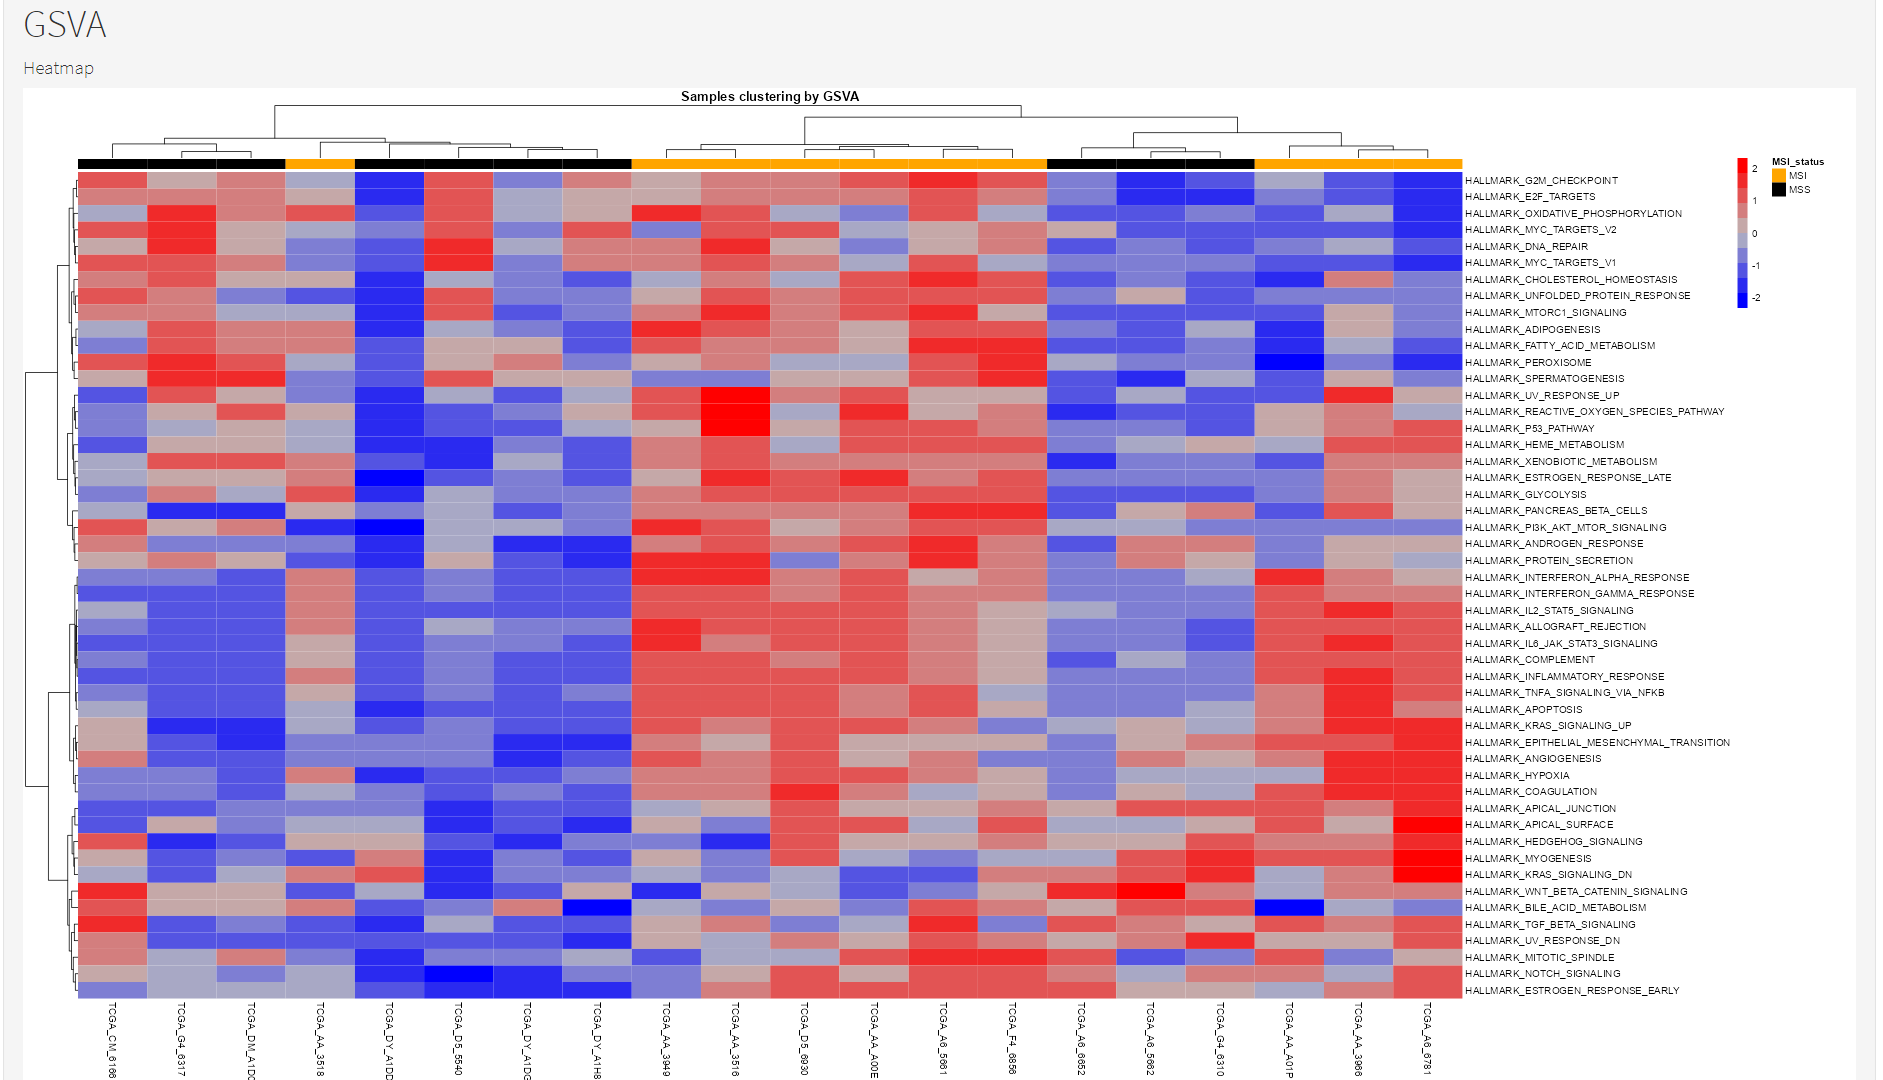 GSVA
Heatmap
Samples clustering by GSVA
2
1
0
-1
-2
MSI_status
MSI
MSS
HALLMARK_G2M_CHECKPOINT
HALLMARK_E2F_TARGETS
HALLMARK_OXIDATIVE_PHOSPHORYLATION
HALLMARK_MYC_TARGETS_V2
HALLMARK_DNA_REPAIR
HALLMARK_MYC_TARGETS_V1
HALLMARK_CHOLESTEROL_HOMEOSTASIS
HALLMARK_UNFOLDED_PROTEIN_RESPONSE
HALLMARK_MTORC1_SIGNALING
HALLMARK_ADIPOGENESIS
HALLMARK_FATTY_ACID_METABOLISM
HALLMARK_PEROXISOME
HALLMARK_SPERMATOGENESIS
HALLMARK_UV_RESPONSE_UP
HALLMARK_REACTIVE_OXYGEN_SPECIES_PATHWAY
HALLMARK_P53_PATHWAY
HALLMARK_HEME_METABOLISM
HALLMARK_XENOBIOTIC_METABOLISM
HALLMARK_ESTROGEN_RESPONSE_LATE
HALLMARK_GLYCOLYSIS
HALLMARK_PANCREAS_BETA_CELLS
HALLMARK_PI3K_AKT_MTOR_SIGNALING
HALLMARK_ANDROGEN_RESPONSE
HALLMARK_PROTEIN_SECRETION
HALLMARK_INTERFERON_ALPHA_RESPONSE
HALLMARK_INTERFERON_GAMMA_RESPONSE
HALLMARK_IL2_STAT5_SIGNALING
HALLMARK_ALLOGRAFT_REJECTION
HALLMARK_IL6_JAK_STAT3_SIGNALING
HALLMARK_COMPLEMENT
HALLMARK_INFLAMMATORY_RESPONSE
HALLMARK_TNFA_SIGNALING_VIA_NFKB
HALLMARK_APOPTOSIS
HALLMARK_KRAS_SIGNALING_UP
HALLMARK_EPITHELIAL_MESENCHYMAL_TRANSITION
HALLMARK_ANGIOGENESIS
HALLMARK_HYPOXIA
HALLMARK_COAGULATION
HALLMARK_APICAL_JUNCTION
HALLMARK_APICAL_SURFACE
HALLMARK_HEDGEHOG_SIGNALING
HALLMARK_MYOGENESIS
HALLMARK_KRAS_SIGNALING_DN
HALLMARK_WNT_BETA_CATENIN_SIGNALING
HALLMARK_BILE_ACID_METABOLISM
HALLMARK_TGF_BETA_SIGNALING
HALLMARK_UV_RESPONSE_DN
HALLMARK_MITOTIC_SPINDLE
HALLMARK_NOTCH_SIGNALING
HALLMARK_ESTROGEN_RESPONSE_EARLY
TCGA_CM_6166
TCGA_G4_6317
TCGA_AA_3518
TCGA_DY_A1DD
TCGA_D5_5540
TCGA_DY_A1DG
TCGA_DY_A1H8
TCGA_AA_3949
TCGA_AA_3516
TCGA_D5_6930
TCGA_AA_A00E
TCGA_A6_5661
TCGA_F4_6856
TCGA_A6_6652
TCGA_A6_5662
TCGA_G4_6310
TCGA_AA_A01P
TCGA_AA_3966
TCGA_A6_6781